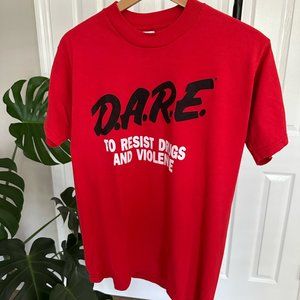 D.A.R.E.
TO RESIST DRUGS
AND VIOLENCE